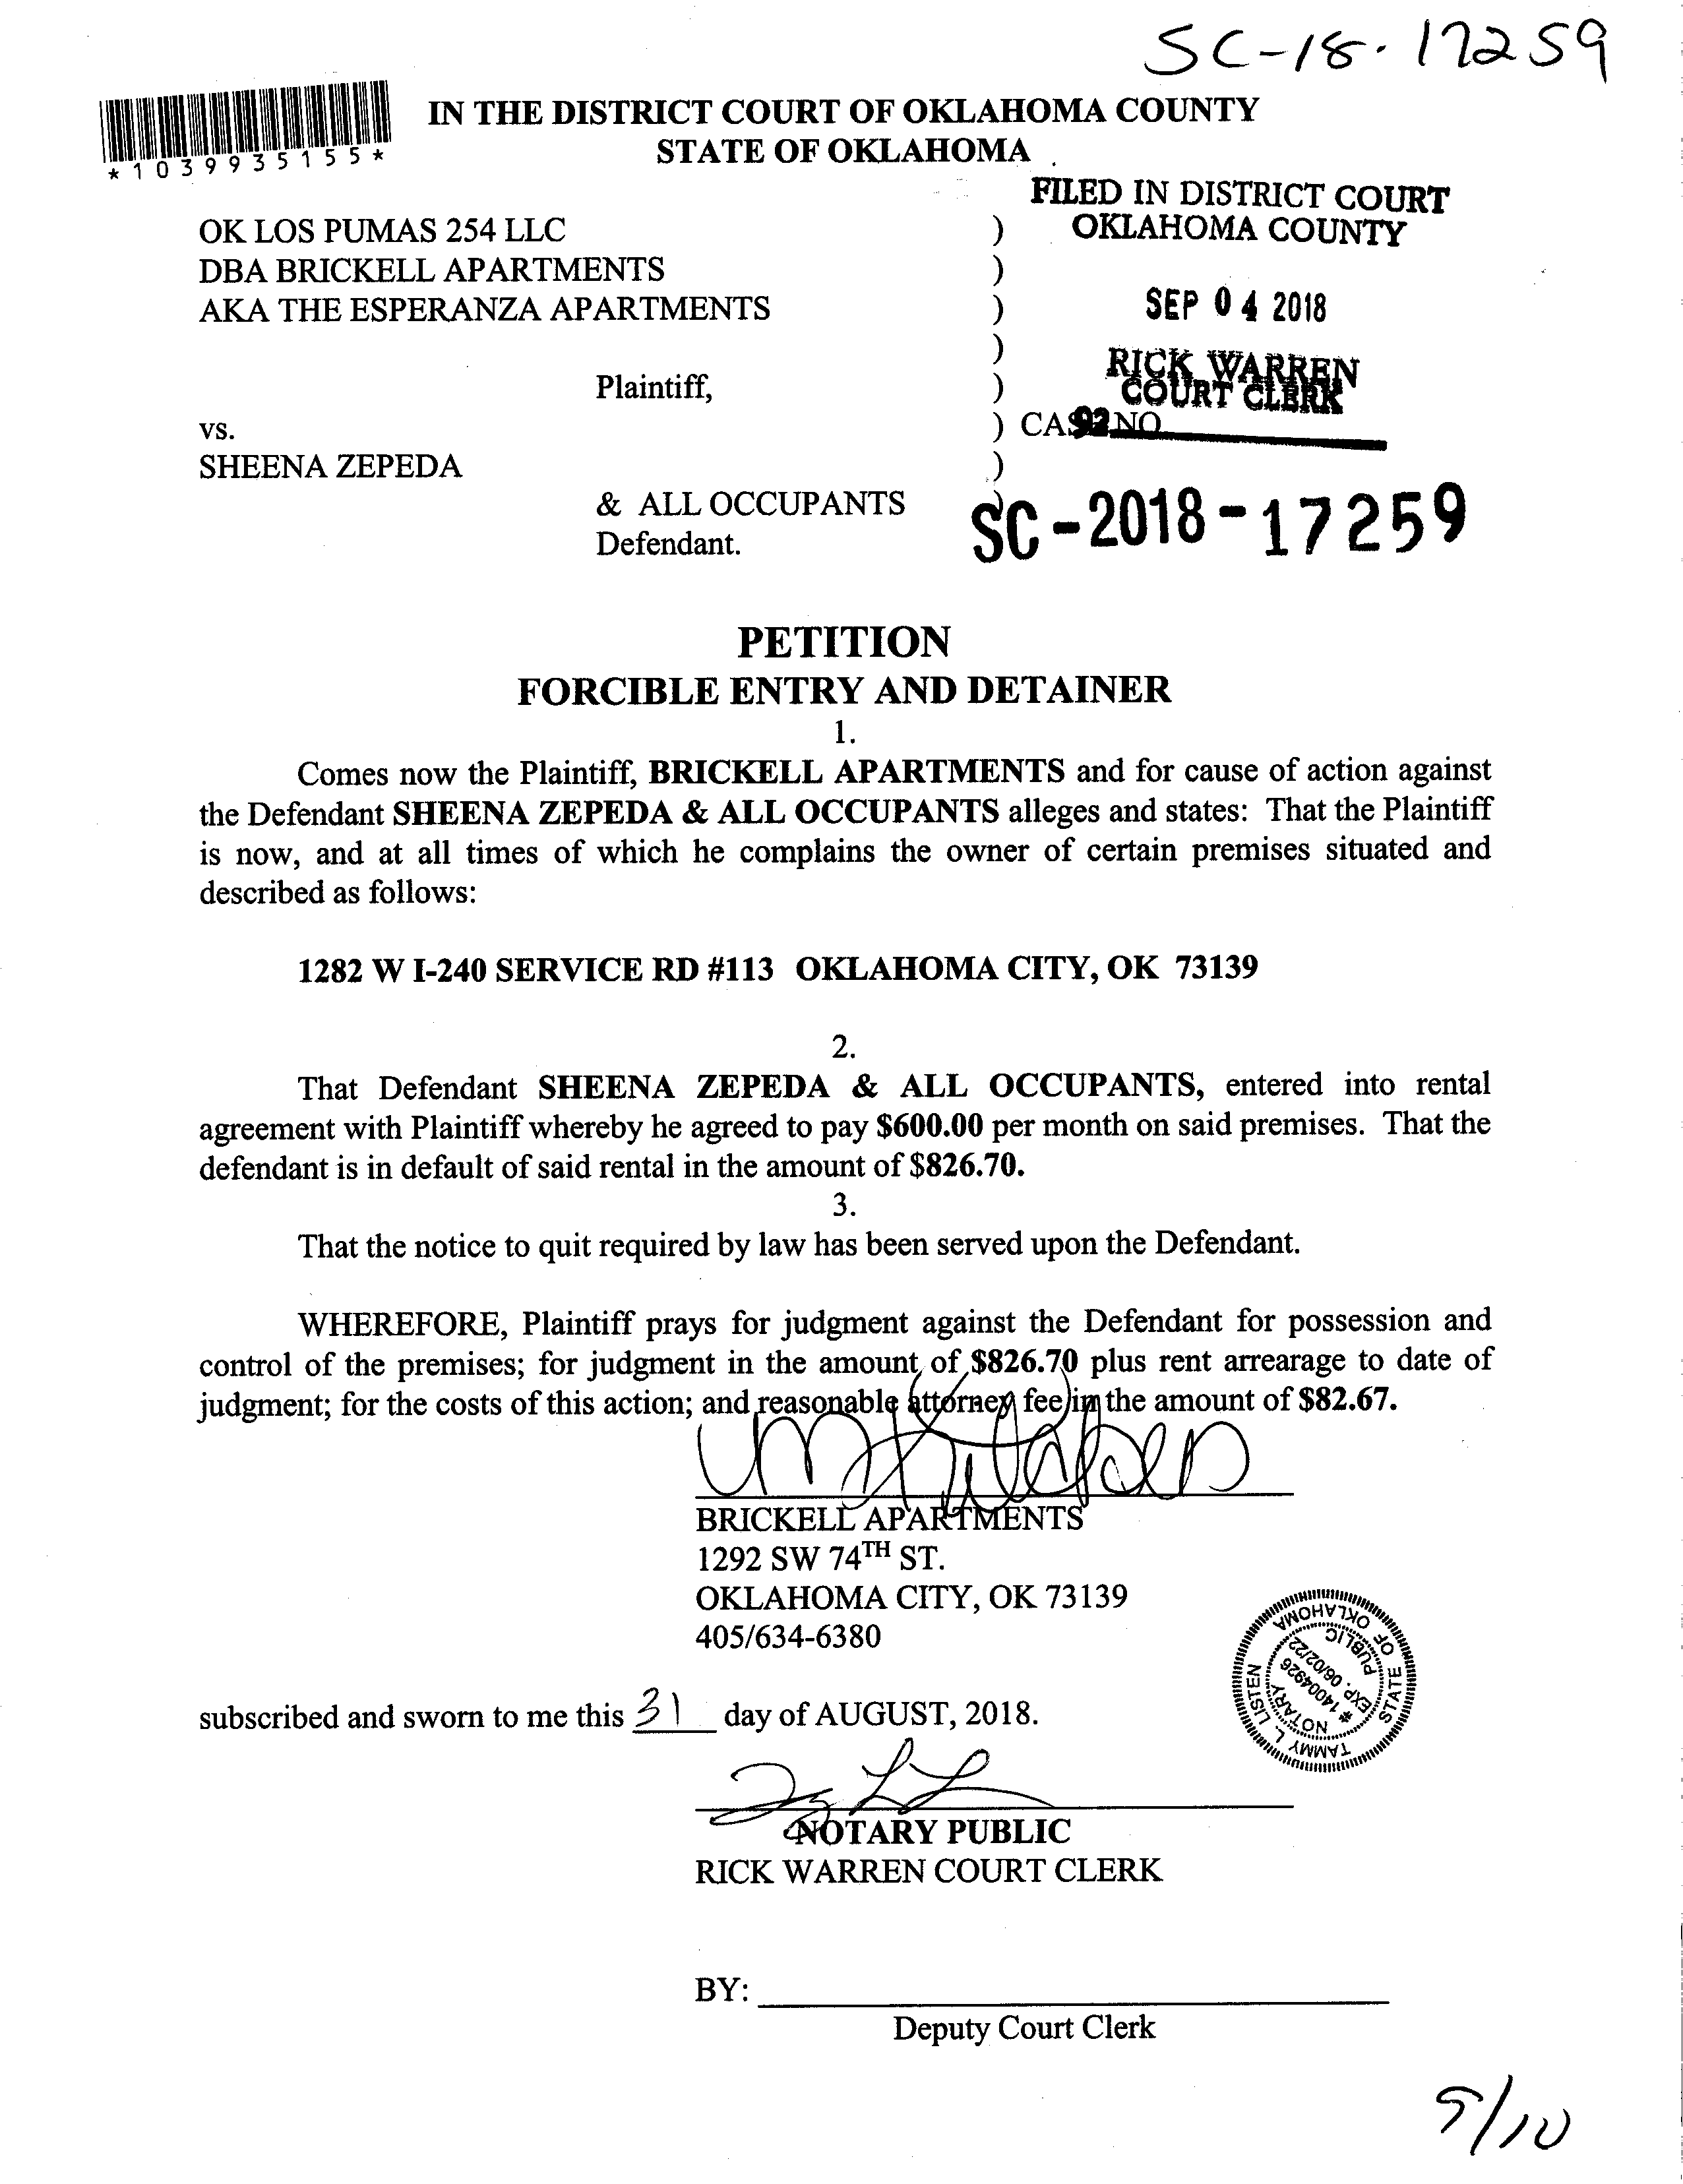 SC-18-17259
*1039935155*
IN THE DISTRICT COURT OF OKLAHOMA COUNTY
STATE OF OKLAHOMA
FILED IN DISTRICT COURT
OKLAHOMA COUNTY
SEP 04 2018
RICK WARREN
COURT CLERK
92
OK LOS PUMAS 254 LLC )
DBA BRICKELL APARTMENTS )
AKA THE ESPERANZA APARTMENTS )
)
Plaintiff, )
vs. ) CASE NO
SHEENA ZEPEDA )
& ALL OCCUPANTS )
Defendant.
SC-2018-17259
PETITION
FORCIBLE ENTRY AND DETAINER
1.
Comes now the Plaintiff, BRICKELL APARTMENTS and for cause of action against
the Defendant SHEENA ZEPEDA & ALL OCCUPANTS alleges and states: That the Plaintiff
is now, and at all times of which he complains the owner of certain premises situated and
described as follows:
1282 W I-240 SERVICE RD #113 OKLAHOMA CITY, OK 73139
2.
That Defendant SHEENA ZEPEDA & ALL OCCUPANTS, entered into rental
agreement with Plaintiff whereby he agreed to pay $600.00 per month on said premises. That the
defendant is in default of said rental in the amount of $826.70.
3.
That the notice to quit required by law has been served upon the Defendant.
WHEREFORE, Plaintiff prays for judgment against the Defendant for possession and
control of the premises; for judgment in the amount of $826.70 plus rent arrearage to date of
judgment; for the costs of this action; and reasonable attorney fee in the amount of $82.67.
BRICKELL APARTMENTS
1292 SW 74TH ST.
OKLAHOMA CITY, OK 73139
405/634-6380
TAMMY L LISTEN
STATE OF OKLAHOMA
NOTARY PUBLIC
# 14004926
EXP. 06/02/22
subscribed and sworn to me this 31 day of AUGUST, 2018.
NOTARY PUBLIC
RICK WARREN COURT CLERK
BY:
Deputy Court Clerk
9/10